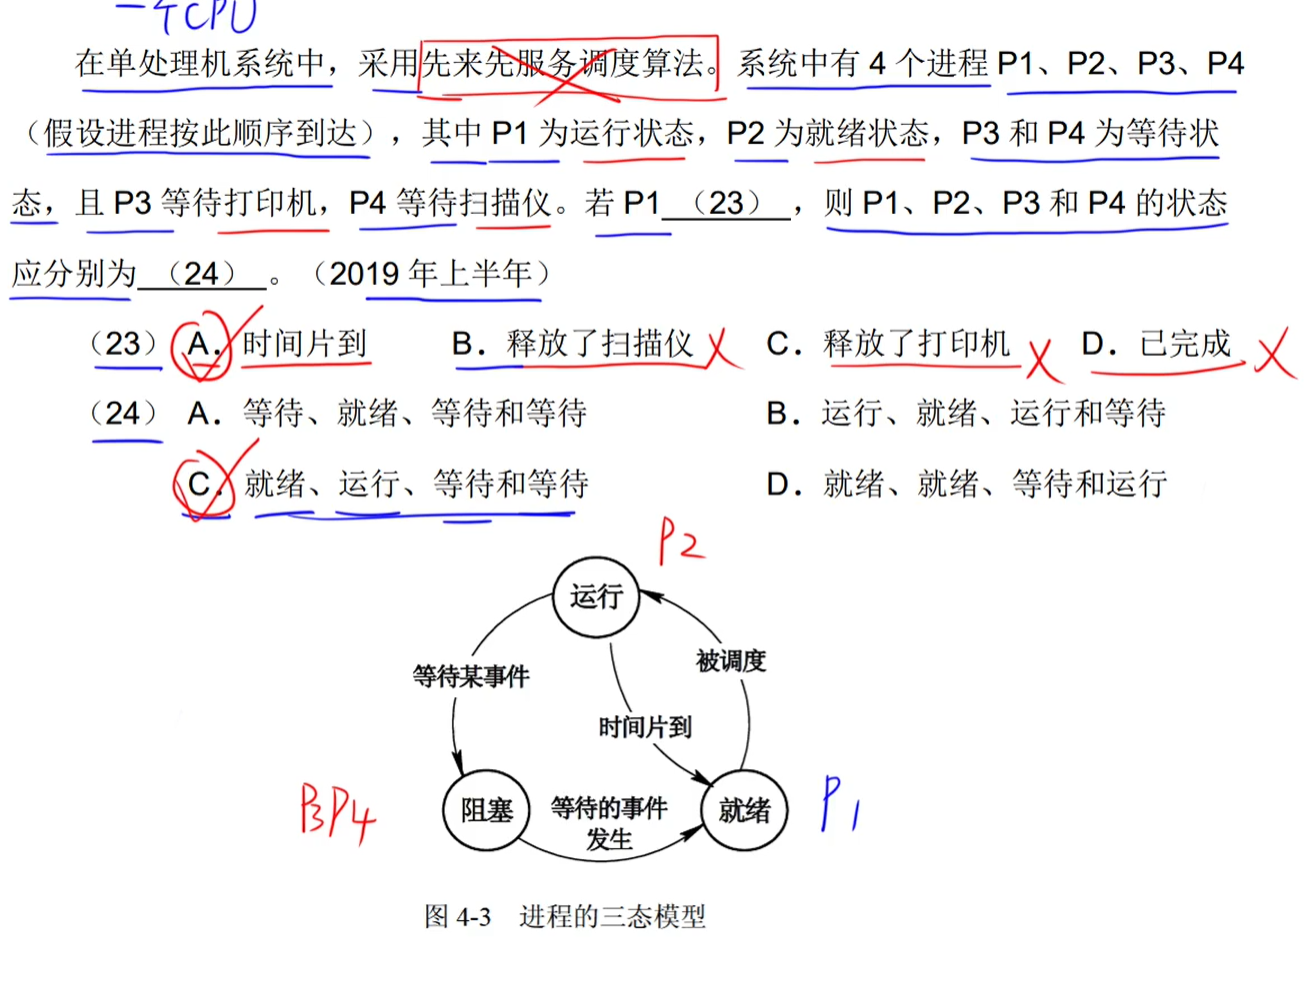 一个CPU
在单处理机系统中，采用先来先服务调度算法。系统中有 4 个进程 P1、P2、P3、P4
（假设进程按此顺序到达），其中 P1 为运行状态，P2 为就绪状态，P3 和 P4 为等待状
态，且 P3 等待打印机，P4 等待扫描仪。若 P1 （23） ，则 P1、P2、P3 和 P4 的状态
应分别为 （24） 。（2019 年上半年）
（23） A．时间片到 B．释放了扫描仪 C．释放了打印机 D．已完成
（24） A．等待、就绪、等待和等待 B．运行、就绪、运行和等待
C．就绪、运行、等待和等待 D．就绪、就绪、等待和运行
P2
运行
等待某事件
被调度
时间片到
P3P4
阻塞
等待的事件
发生
就绪
P1
图 4-3 进程的三态模型